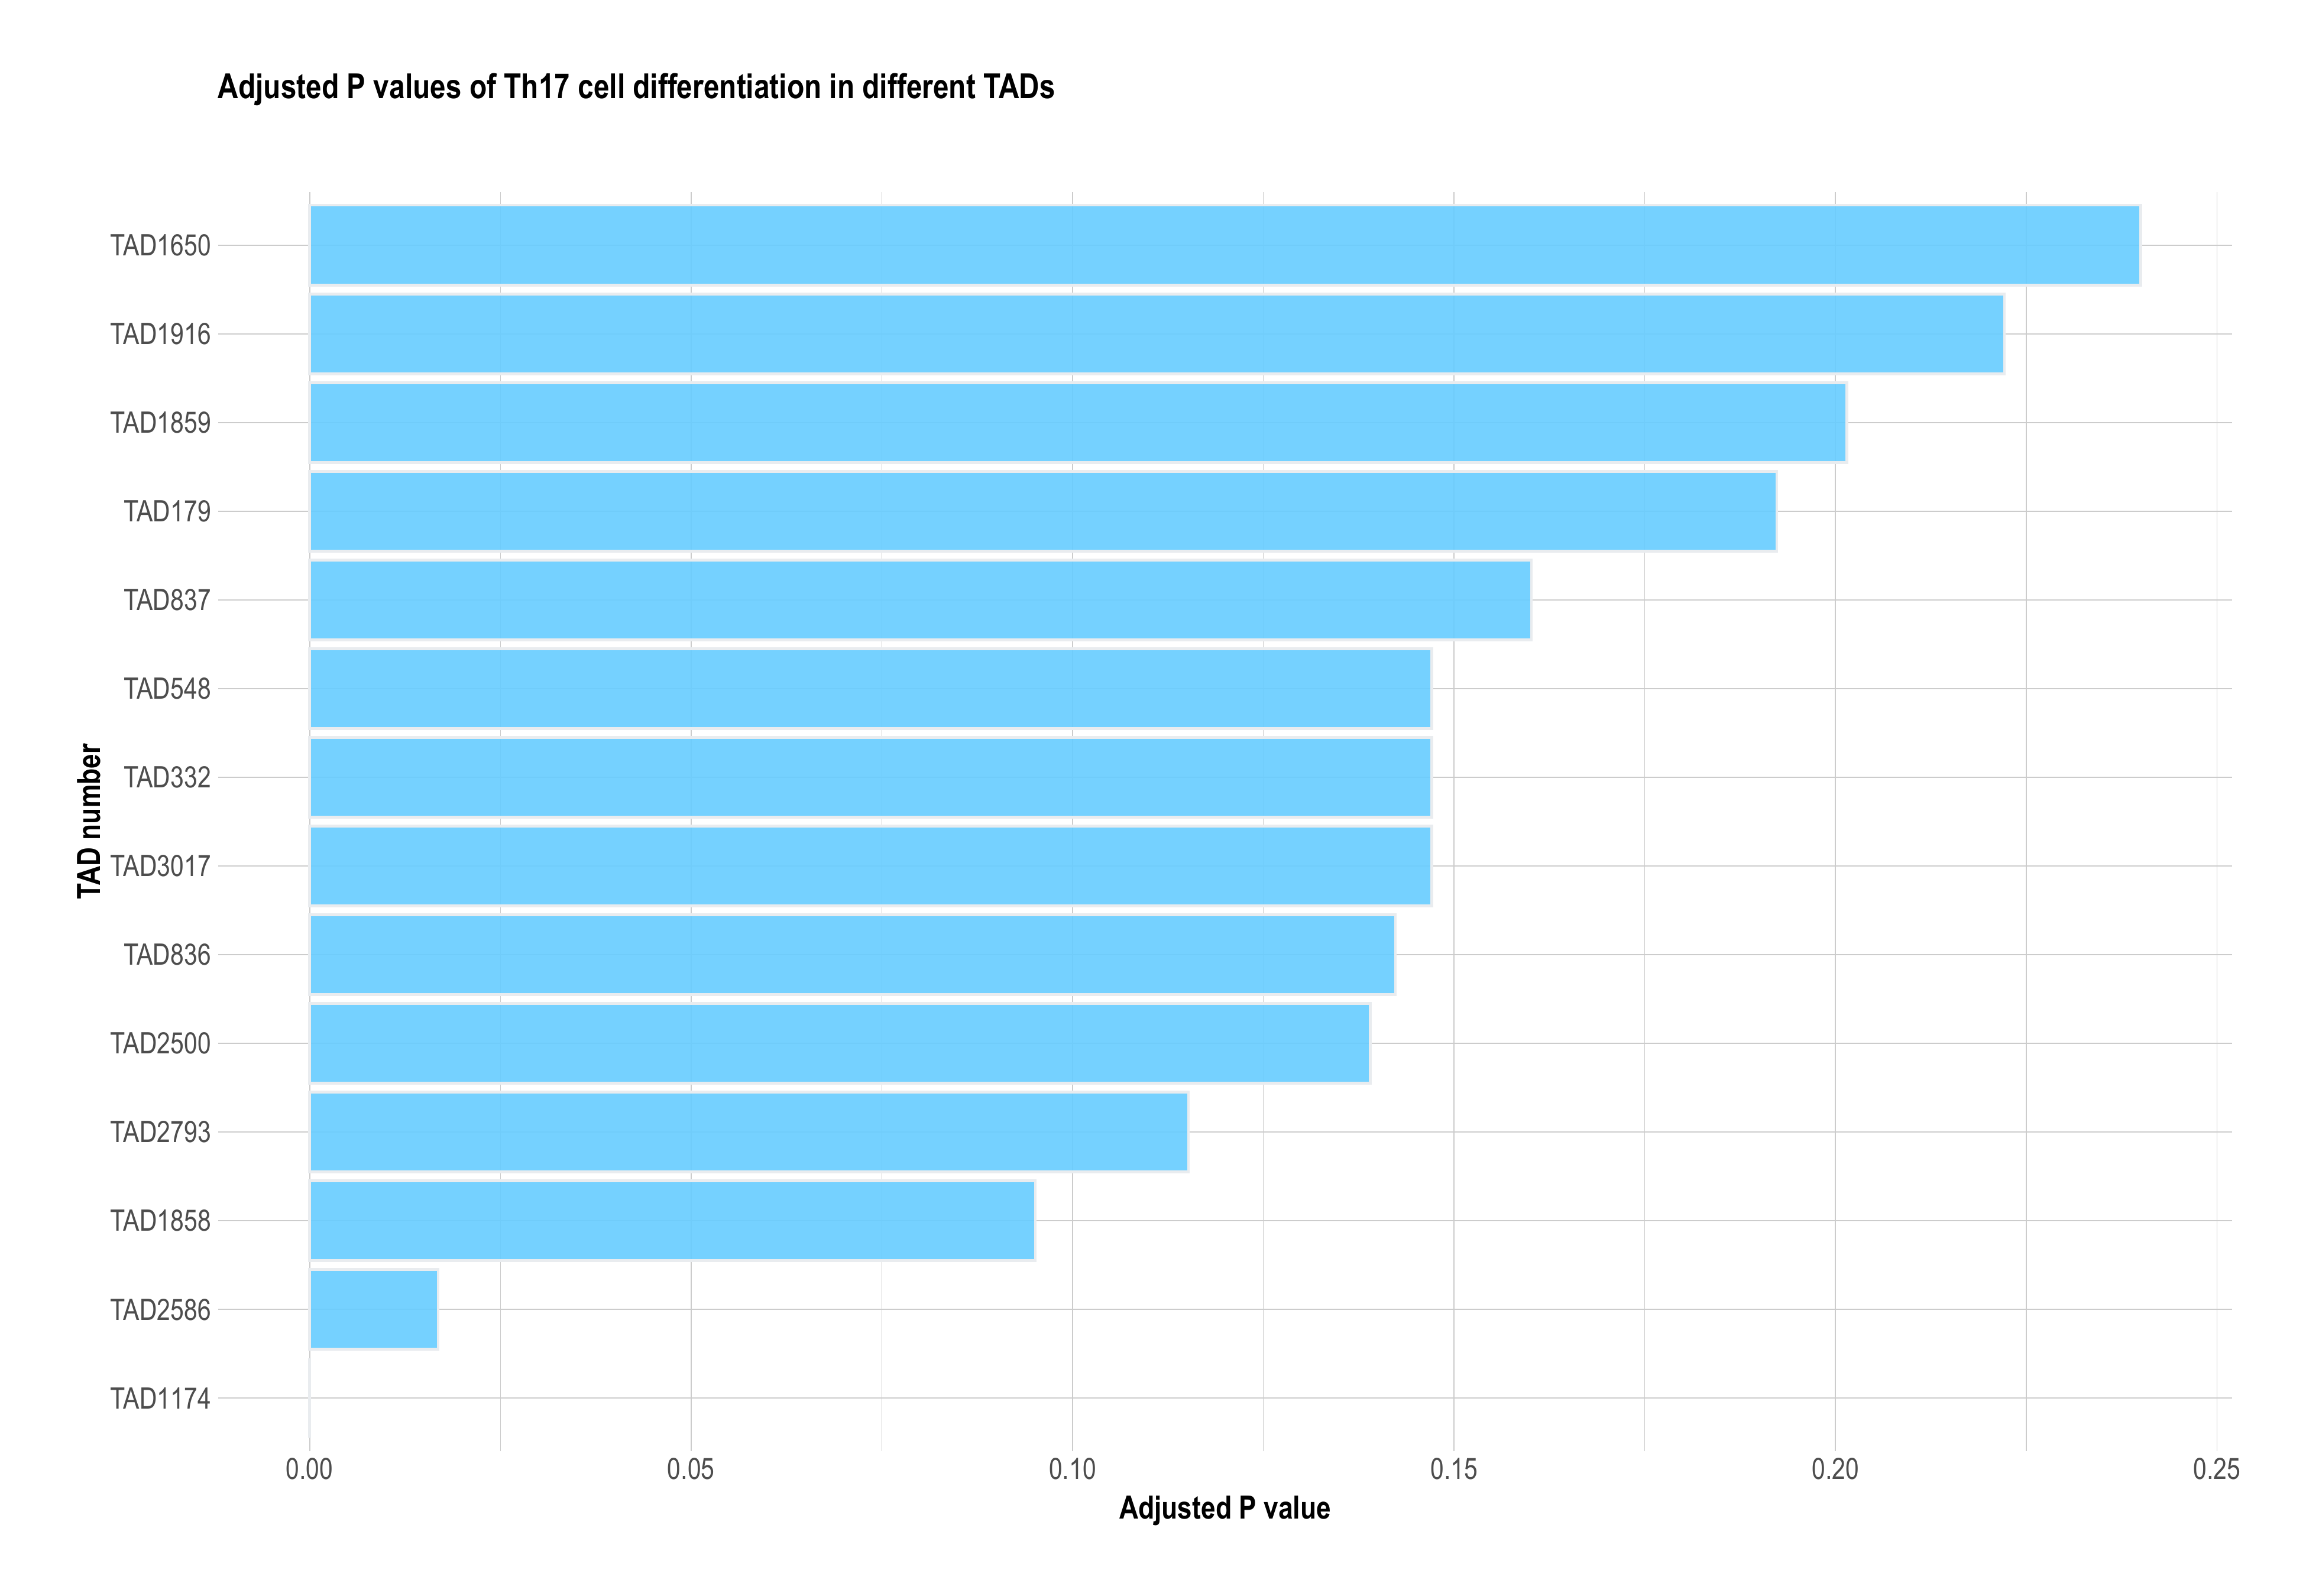 Adjusted P values of Th17 cell differentiation in different TADs
TAD number
TAD1650
TAD1916
TAD1859
TAD179
TAD837
TAD548
TAD332
TAD3017
TAD836
TAD2500
TAD2793
TAD1858
TAD2586
TAD1174
0.00 0.05 0.10 0.15 0.20 0.25
Adjusted P value